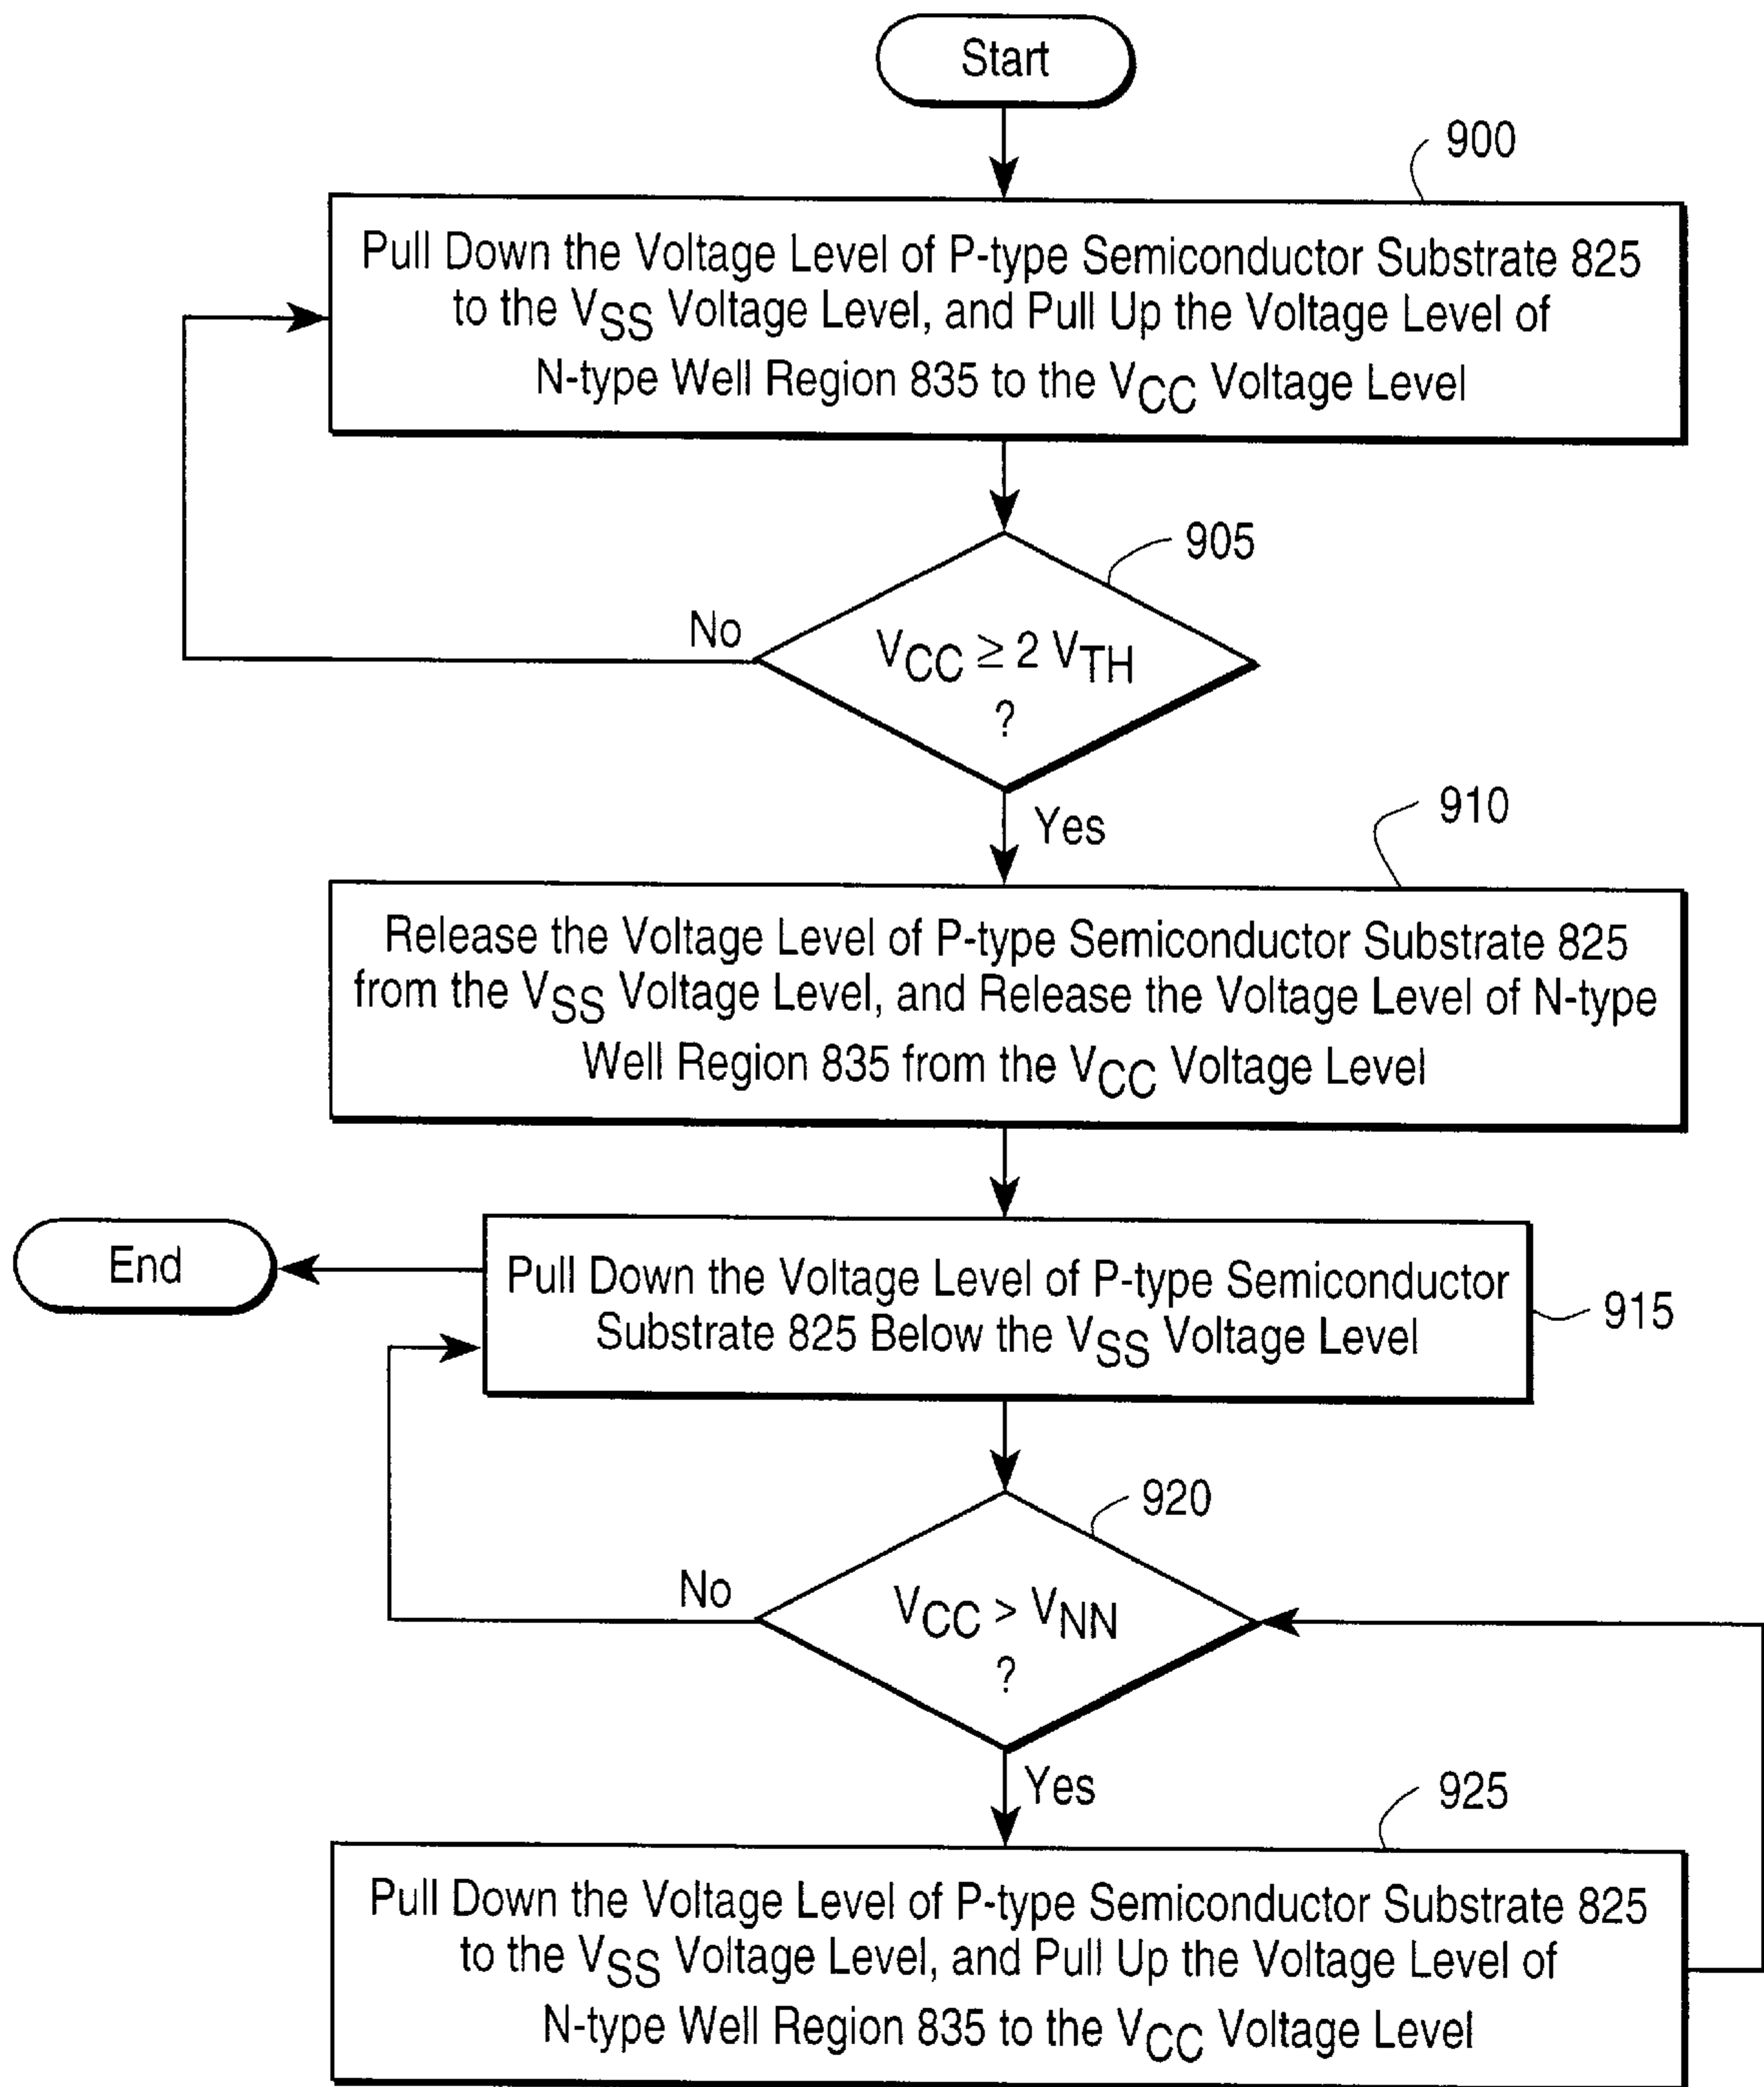 Start
900
Pull Down the Voltage Level of P-type Semiconductor Substrate 825
to the VSS Voltage Level, and Pull Up the Voltage Level of
N-type Well Region 835 to the VCC Voltage Level
905
No
VCC ≥ 2 VTH
?
Yes
910
Release the Voltage Level of P-type Semiconductor Substrate 825
from the VSS Voltage Level, and Release the Voltage Level of N-type
Well Region 835 from the VCC Voltage Level
End
Pull Down the Voltage Level of P-type Semiconductor
Substrate 825 Below the VSS Voltage Level
915
920
No
VCC > VNN
?
Yes
925
Pull Down the Voltage Level of P-type Semiconductor Substrate 825
to the VSS Voltage Level, and Pull Up the Voltage Level of
N-type Well Region 835 to the VCC Voltage Level